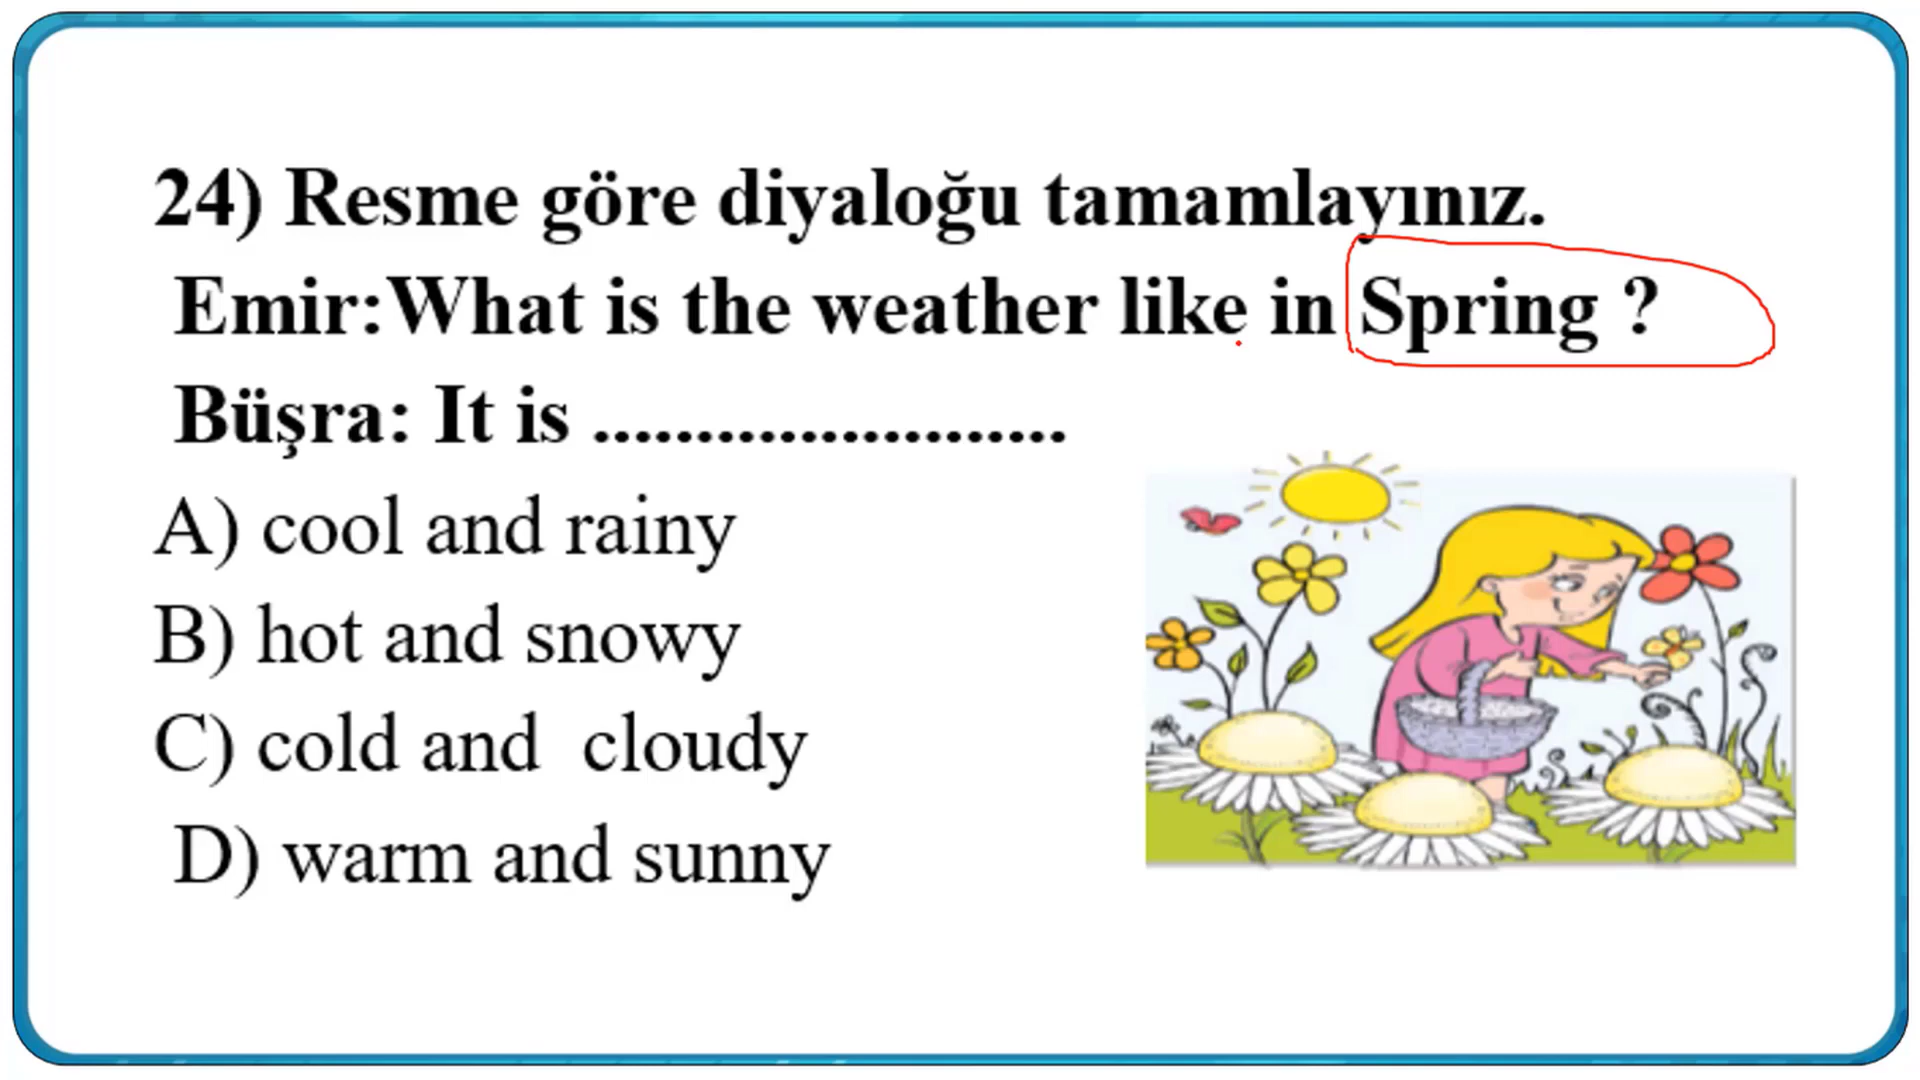 24) Resme göre diyaloğu tamamlayınız.
Emir:What is the weather like in Spring ?
Büşra: It is .......................
A) cool and rainy
B) hot and snowy
C) cold and  cloudy
D) warm and sunny